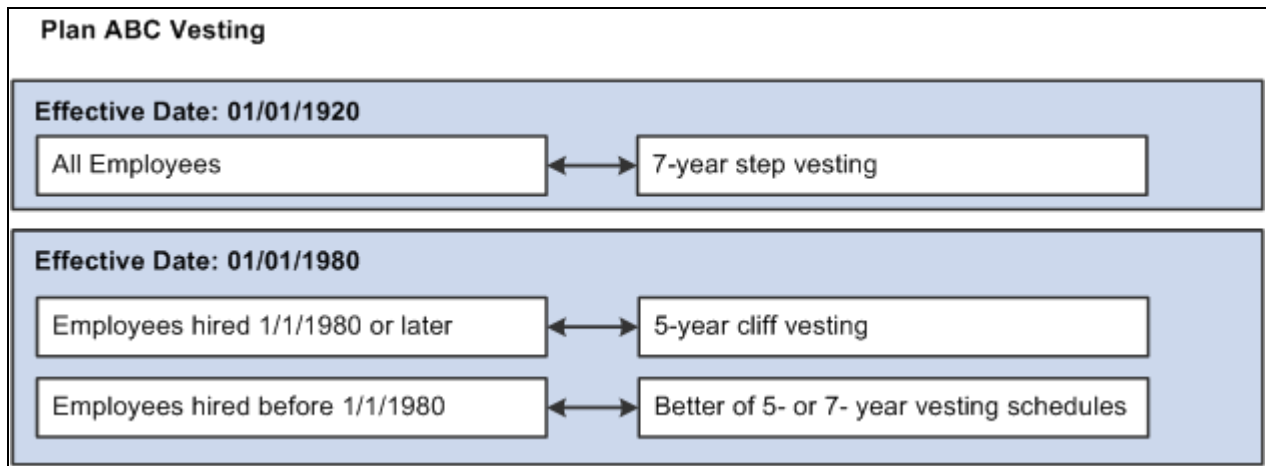 Plan ABC Vesting
Effective Date: 01/01/1920
All Employees
7-year step vesting
Effective Date: 01/01/1980
Employees hired 1/1/1980 or later
5-year cliff vesting
Employees hired before 1/1/1980
Better of 5- or 7- year vesting schedules